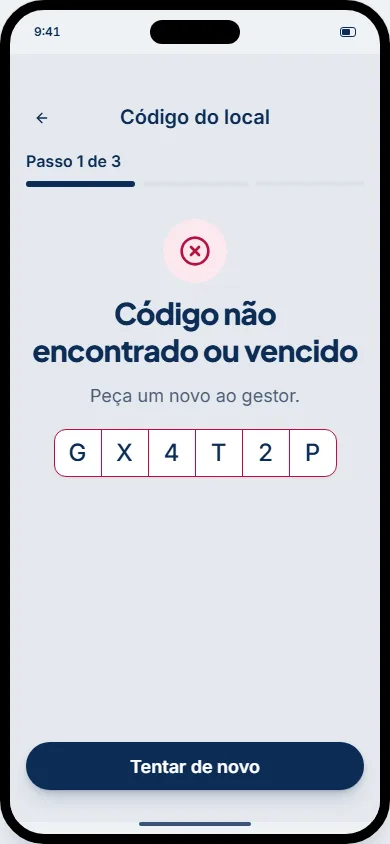 9:41
Código do local
Passo 1 de 3
Código não
encontrado ou vencido
Peça um novo ao gestor.
G X 4 T 2 P
Tentar de novo